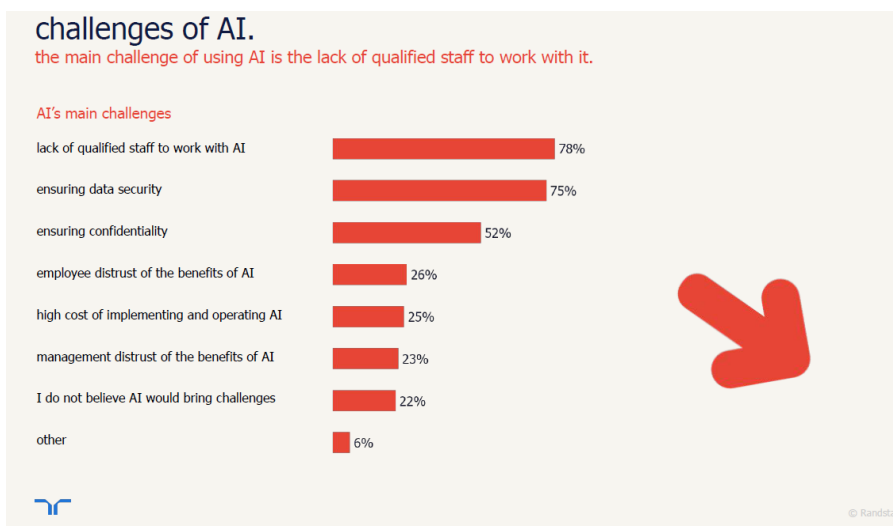 challenges of AI.
the main challenge of using AI is the lack of qualified staff to work with it.
AI's main challenges
lack of qualified staff to work with AI 78%
ensuring data security 75%
ensuring confidentiality 52%
employee distrust of the benefits of AI 26%
high cost of implementing and operating AI 25%
management distrust of the benefits of AI 23%
I do not believe AI would bring challenges 22%
other 6%
©